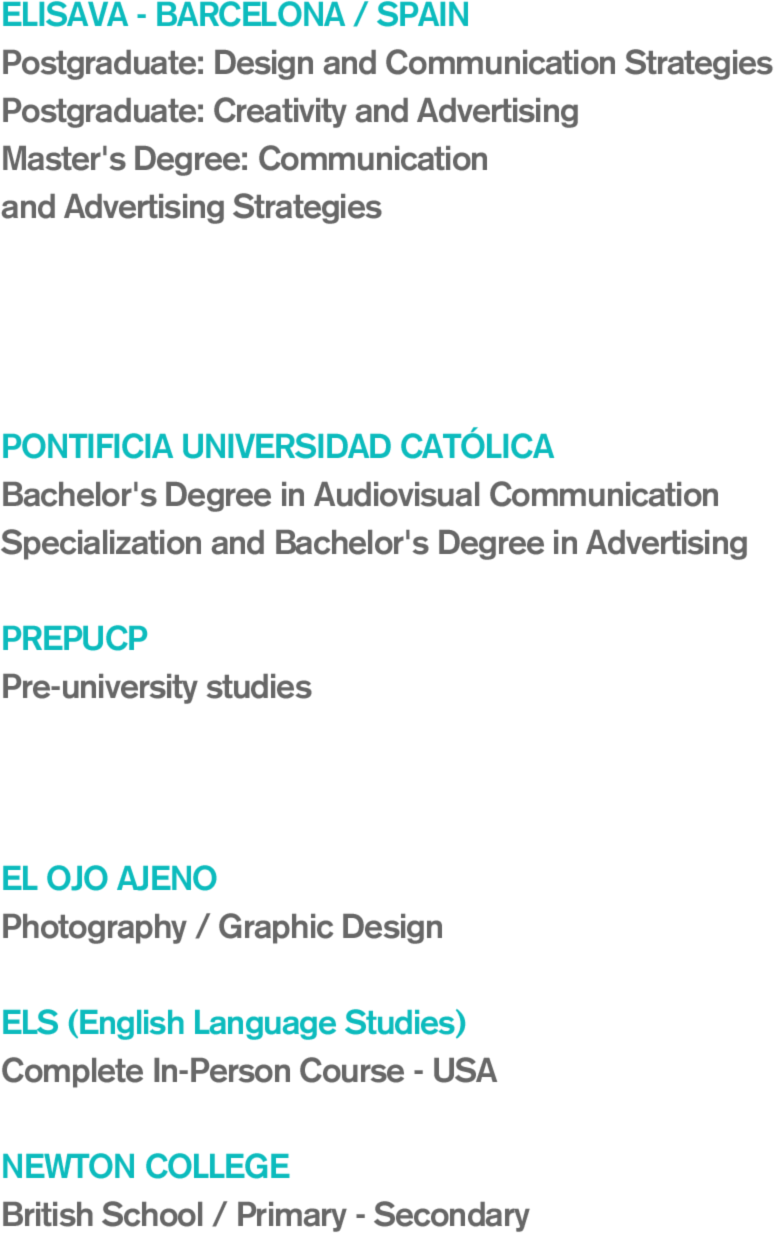 ELISAVA - BARCELONA / SPAIN
Postgraduate: Design and Communication Strategies
Postgraduate: Creativity and Advertising
Master's Degree: Communication
and Advertising Strategies
PONTIFICIA UNIVERSIDAD CATÓLICA
Bachelor's Degree in Audiovisual Communication
Specialization and Bachelor's Degree in Advertising
PREPUCP
Pre-university studies
EL OJO AJENO
Photography / Graphic Design
ELS (English Language Studies)
Complete In-Person Course - USA
NEWTON COLLEGE
British School / Primary - Secondary